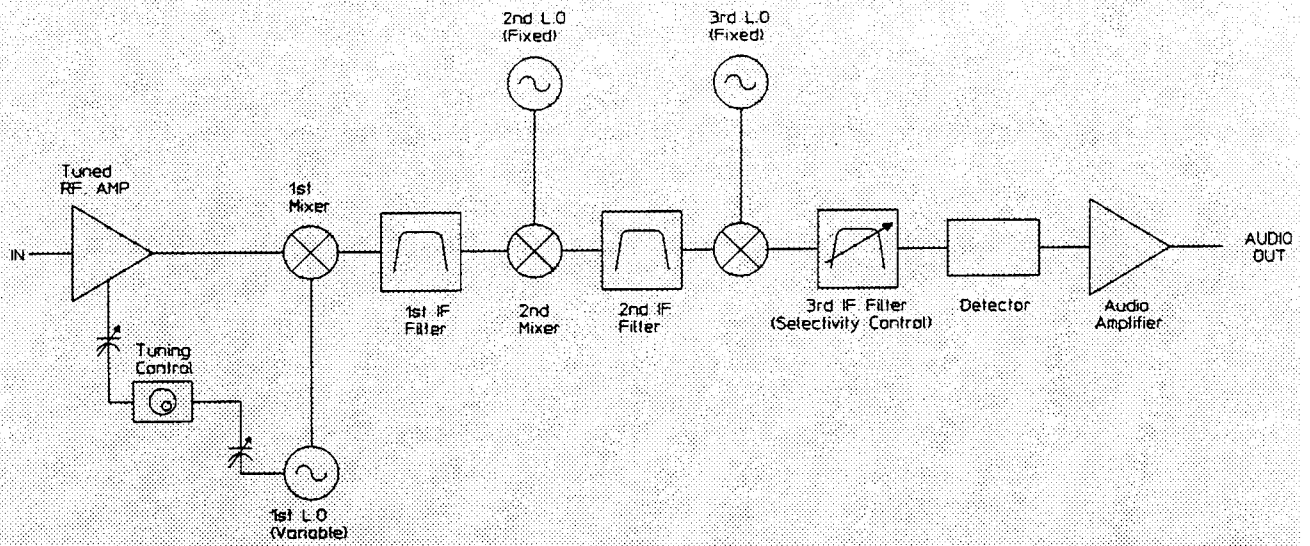 2nd L.O
(Fixed)
3rd L.O
(Fixed)
Tuned
RF. AMP
1st
Mixer
IN
AUDIO
OUT
1st IF
Filter
2nd
Mixer
2nd IF
Filter
3rd IF Filter
(Selectivity Control)
Detector
Audio
Amplifier
Tuning
Control
1st L.O
(Variable)